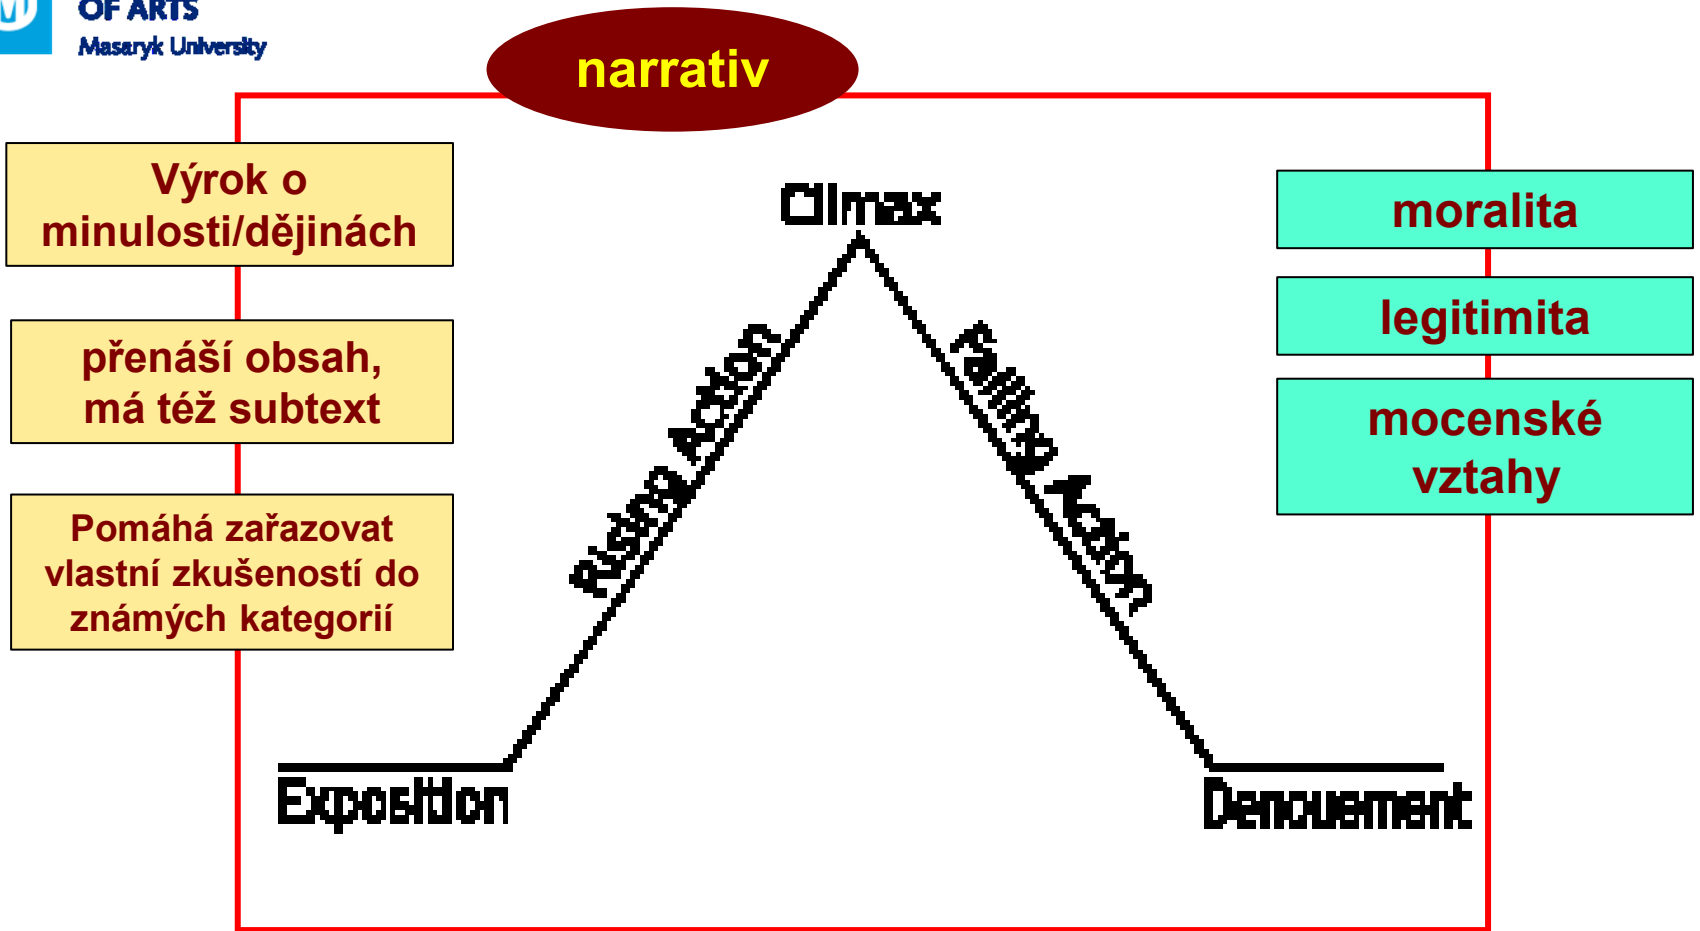 OF ARTS
Masaryk University
narrativ
Výrok o
minulosti/dějinách
přenáší obsah,
má též subtext
Pomáhá zařazovat
vlastní zkušeností do
známých kategorií
Climax
Rising Action
Falling Action
Exposition
Denouement
moralita
legitimita
mocenské
vztahy